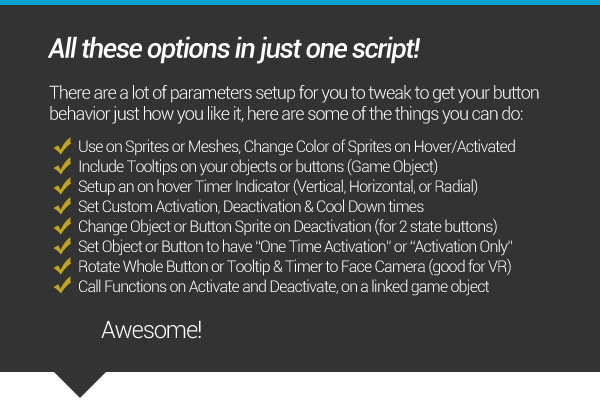 All these options in just one script!
There are a lot of parameters setup for you to tweak to get your button
behavior just how you like it, here are some of the things you can do:
Use on Sprites or Meshes, Change Color of Sprites on Hover/Activated
Include Tooltips on your objects or buttons (Game Object)
Setup an on hover Timer Indicator (Vertical, Horizontal, or Radial)
Set Custom Activation, Deactivation & Cool Down times
Change Object or Button Sprite on Deactivation (for 2 state buttons)
Set Object or Button to have “One Time Activation” or “Activation Only”
Rotate Whole Button or Tooltip & Timer to Face Camera (good for VR)
Call Functions on Activate and Deactivate, on a linked game object
Awesome!